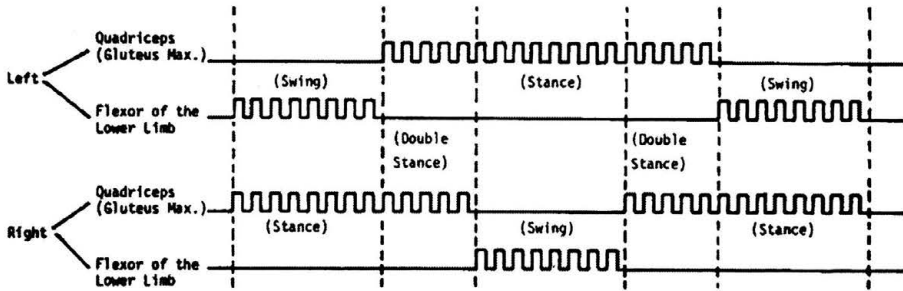 Quadriceps
(Gluteus Max.)
Left
(Swing)
(Stance)
(Swing)
Flexor of the
Lower Limb
(Double
Stance)
(Double
Stance)
Quadriceps
(Gluteus Max.)
Right
(Stance)
(Swing)
(Stance)
Flexor of the
Lower Limb